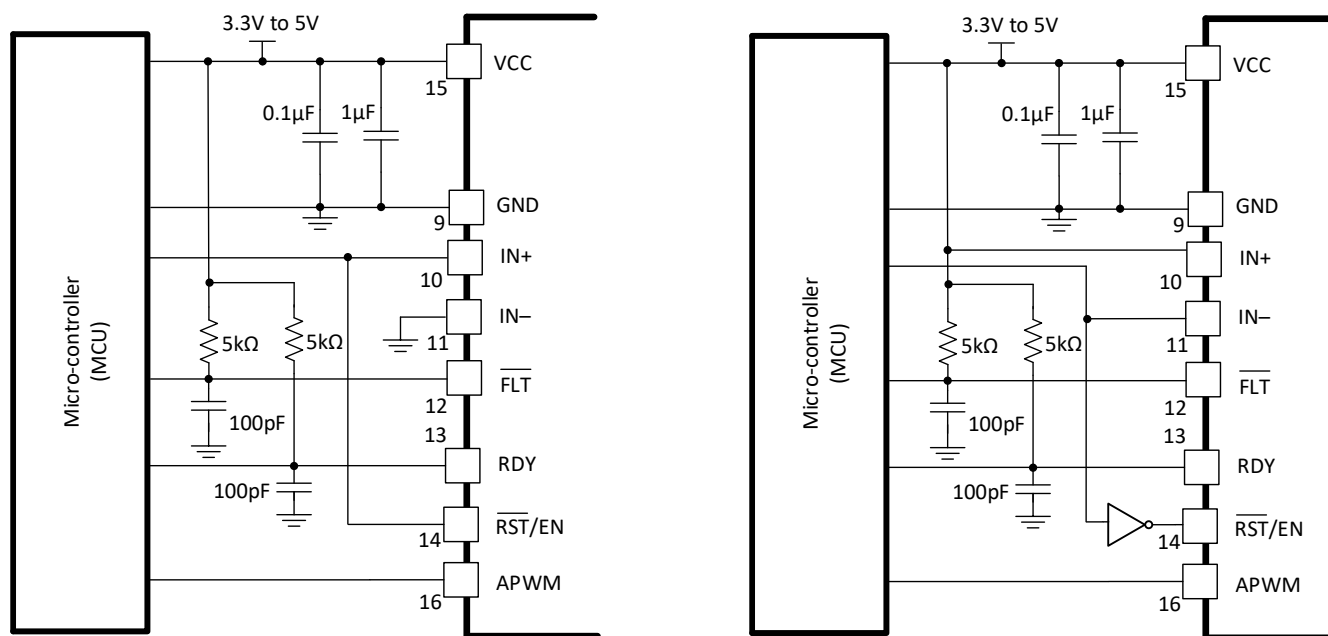 3.3V to 5V
VCC
15
0.1µF
1µF
GND
9
IN+
10
IN–
11
5kΩ
5kΩ
FLT
12
100pF
13
RDY
100pF
RST/EN
14
APWM
16
Micro-controller
(MCU)
3.3V to 5V
VCC
15
0.1µF
1µF
GND
9
IN+
10
IN–
11
5kΩ
5kΩ
FLT
12
100pF
13
RDY
100pF
RST/EN
14
APWM
16
Micro-controller
(MCU)